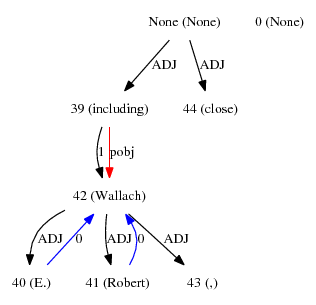 None (None) 0 (None)
ADJ ADJ
39 (including) 44 (close)
1 pobj
42 (Wallach)
ADJ 0 ADJ 0 ADJ
40 (E.) 41 (Robert) 43 (,)